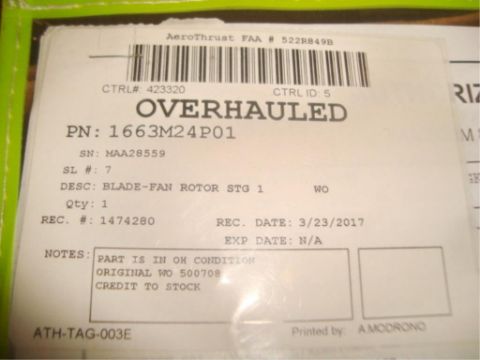 AeroThrust FAA # 522R849B
CTRL#: 423320 CTRL ID: 5
OVERHAULED
PN: 1663M24P01
SN: MAA28559
SL #: 7
DESC: BLADE-FAN ROTOR STG 1 WO
Qty: 1
REC. #: 1474280 REC. DATE: 3/23/2017
EXP DATE: N/A
NOTES: PART IS IN OH CONDITION
ORIGINAL WO 500708
CREDIT TO STOCK
ATH-TAG-003E Printed by: A.MODRONO